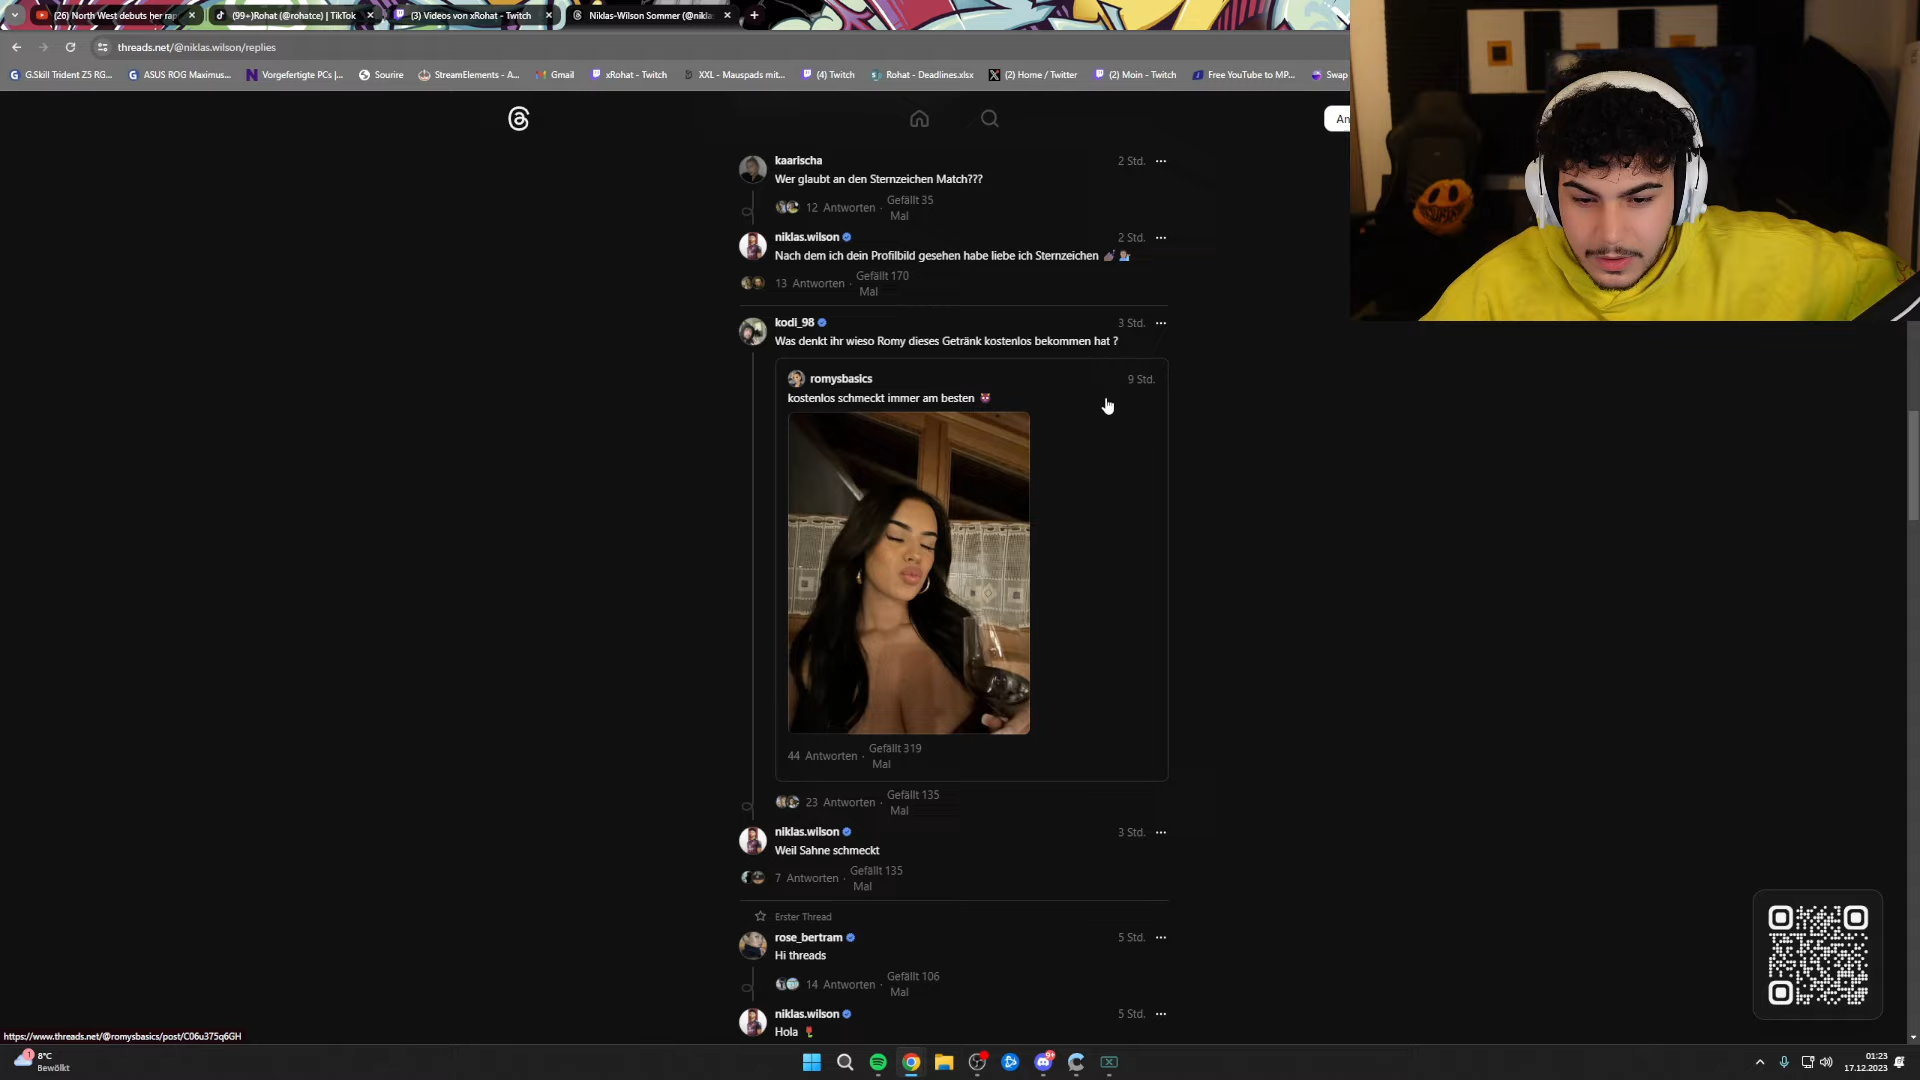 (26) North West debuts her rap
(99+)Rohat (@rohatce) | TikTok
(3) Videos von xRohat - Twitch
Niklas-Wilson Sommer (@nikla
threads.net/@niklas.wilson/replies
G.Skill Trident Z5 RG...
ASUS ROG Maximus...
Vorgefertigte PCs |...
Sourire
StreamElements - A...
Gmail
xRohat - Twitch
XXL - Mauspads mit...
(4) Twitch
Rohat - Deadlines.xlsx
(2) Home / Twitter
(2) Moin - Twitch
Free YouTube to MP...
Swap
An
kaarischa
2 Std.
Wer glaubt an den Sternzeichen Match???
12 Antworten · Gefällt 35
Mal
niklas.wilson
2 Std.
Nach dem ich dein Profilbild gesehen habe liebe ich Sternzeichen
13 Antworten · Gefällt 170
Mal
kodi_98
3 Std.
Was denkt ihr wieso Romy dieses Getränk kostenlos bekommen hat ?
romysbasics
9 Std.
kostenlos schmeckt immer am besten
44 Antworten · Gefällt 319
Mal
23 Antworten · Gefällt 135
Mal
niklas.wilson
3 Std.
Weil Sahne schmeckt
7 Antworten · Gefällt 135
Mal
Erster Thread
rose_bertram
5 Std.
Hi threads
14 Antworten · Gefällt 106
Mal
niklas.wilson
5 Std.
Hola
https://www.threads.net/@romysbasics/post/C06u375q6GH
1
8°C
Bewölkt
01:23
17.12.2023